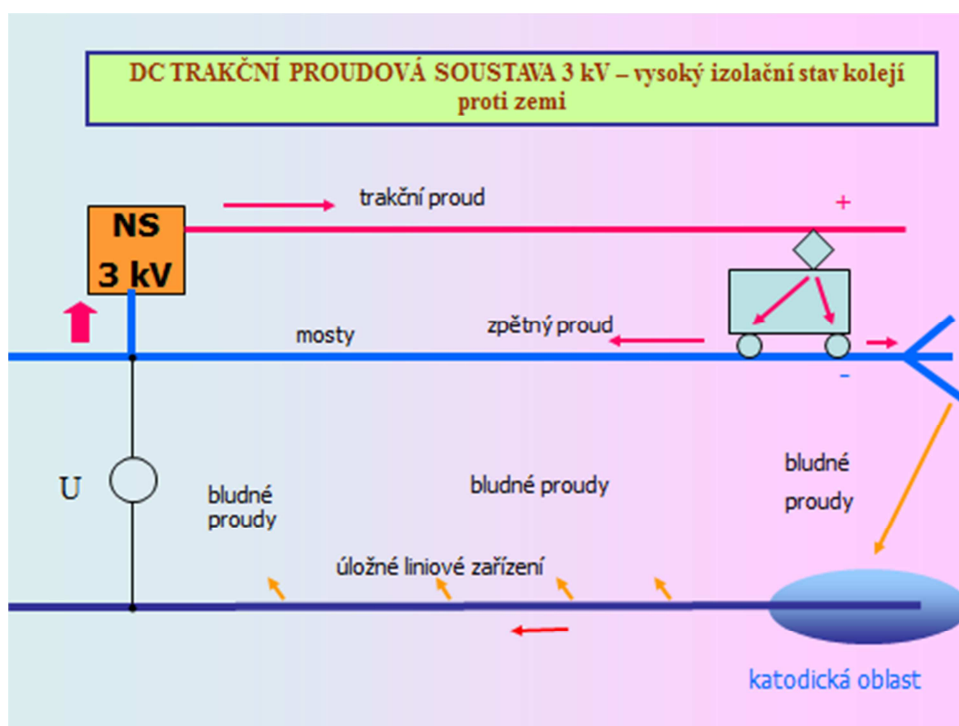 DC TRAKČNÍ PROUDOVÁ SOUSTAVA 3 kV – vysoký izolační stav kolejí
proti zemi
trakční proud
+
NS
3 kV
mosty
zpětný proud
-
U
bludné
proudy
bludné proudy
bludné
proudy
úložné liniové zařízení
katodická oblast